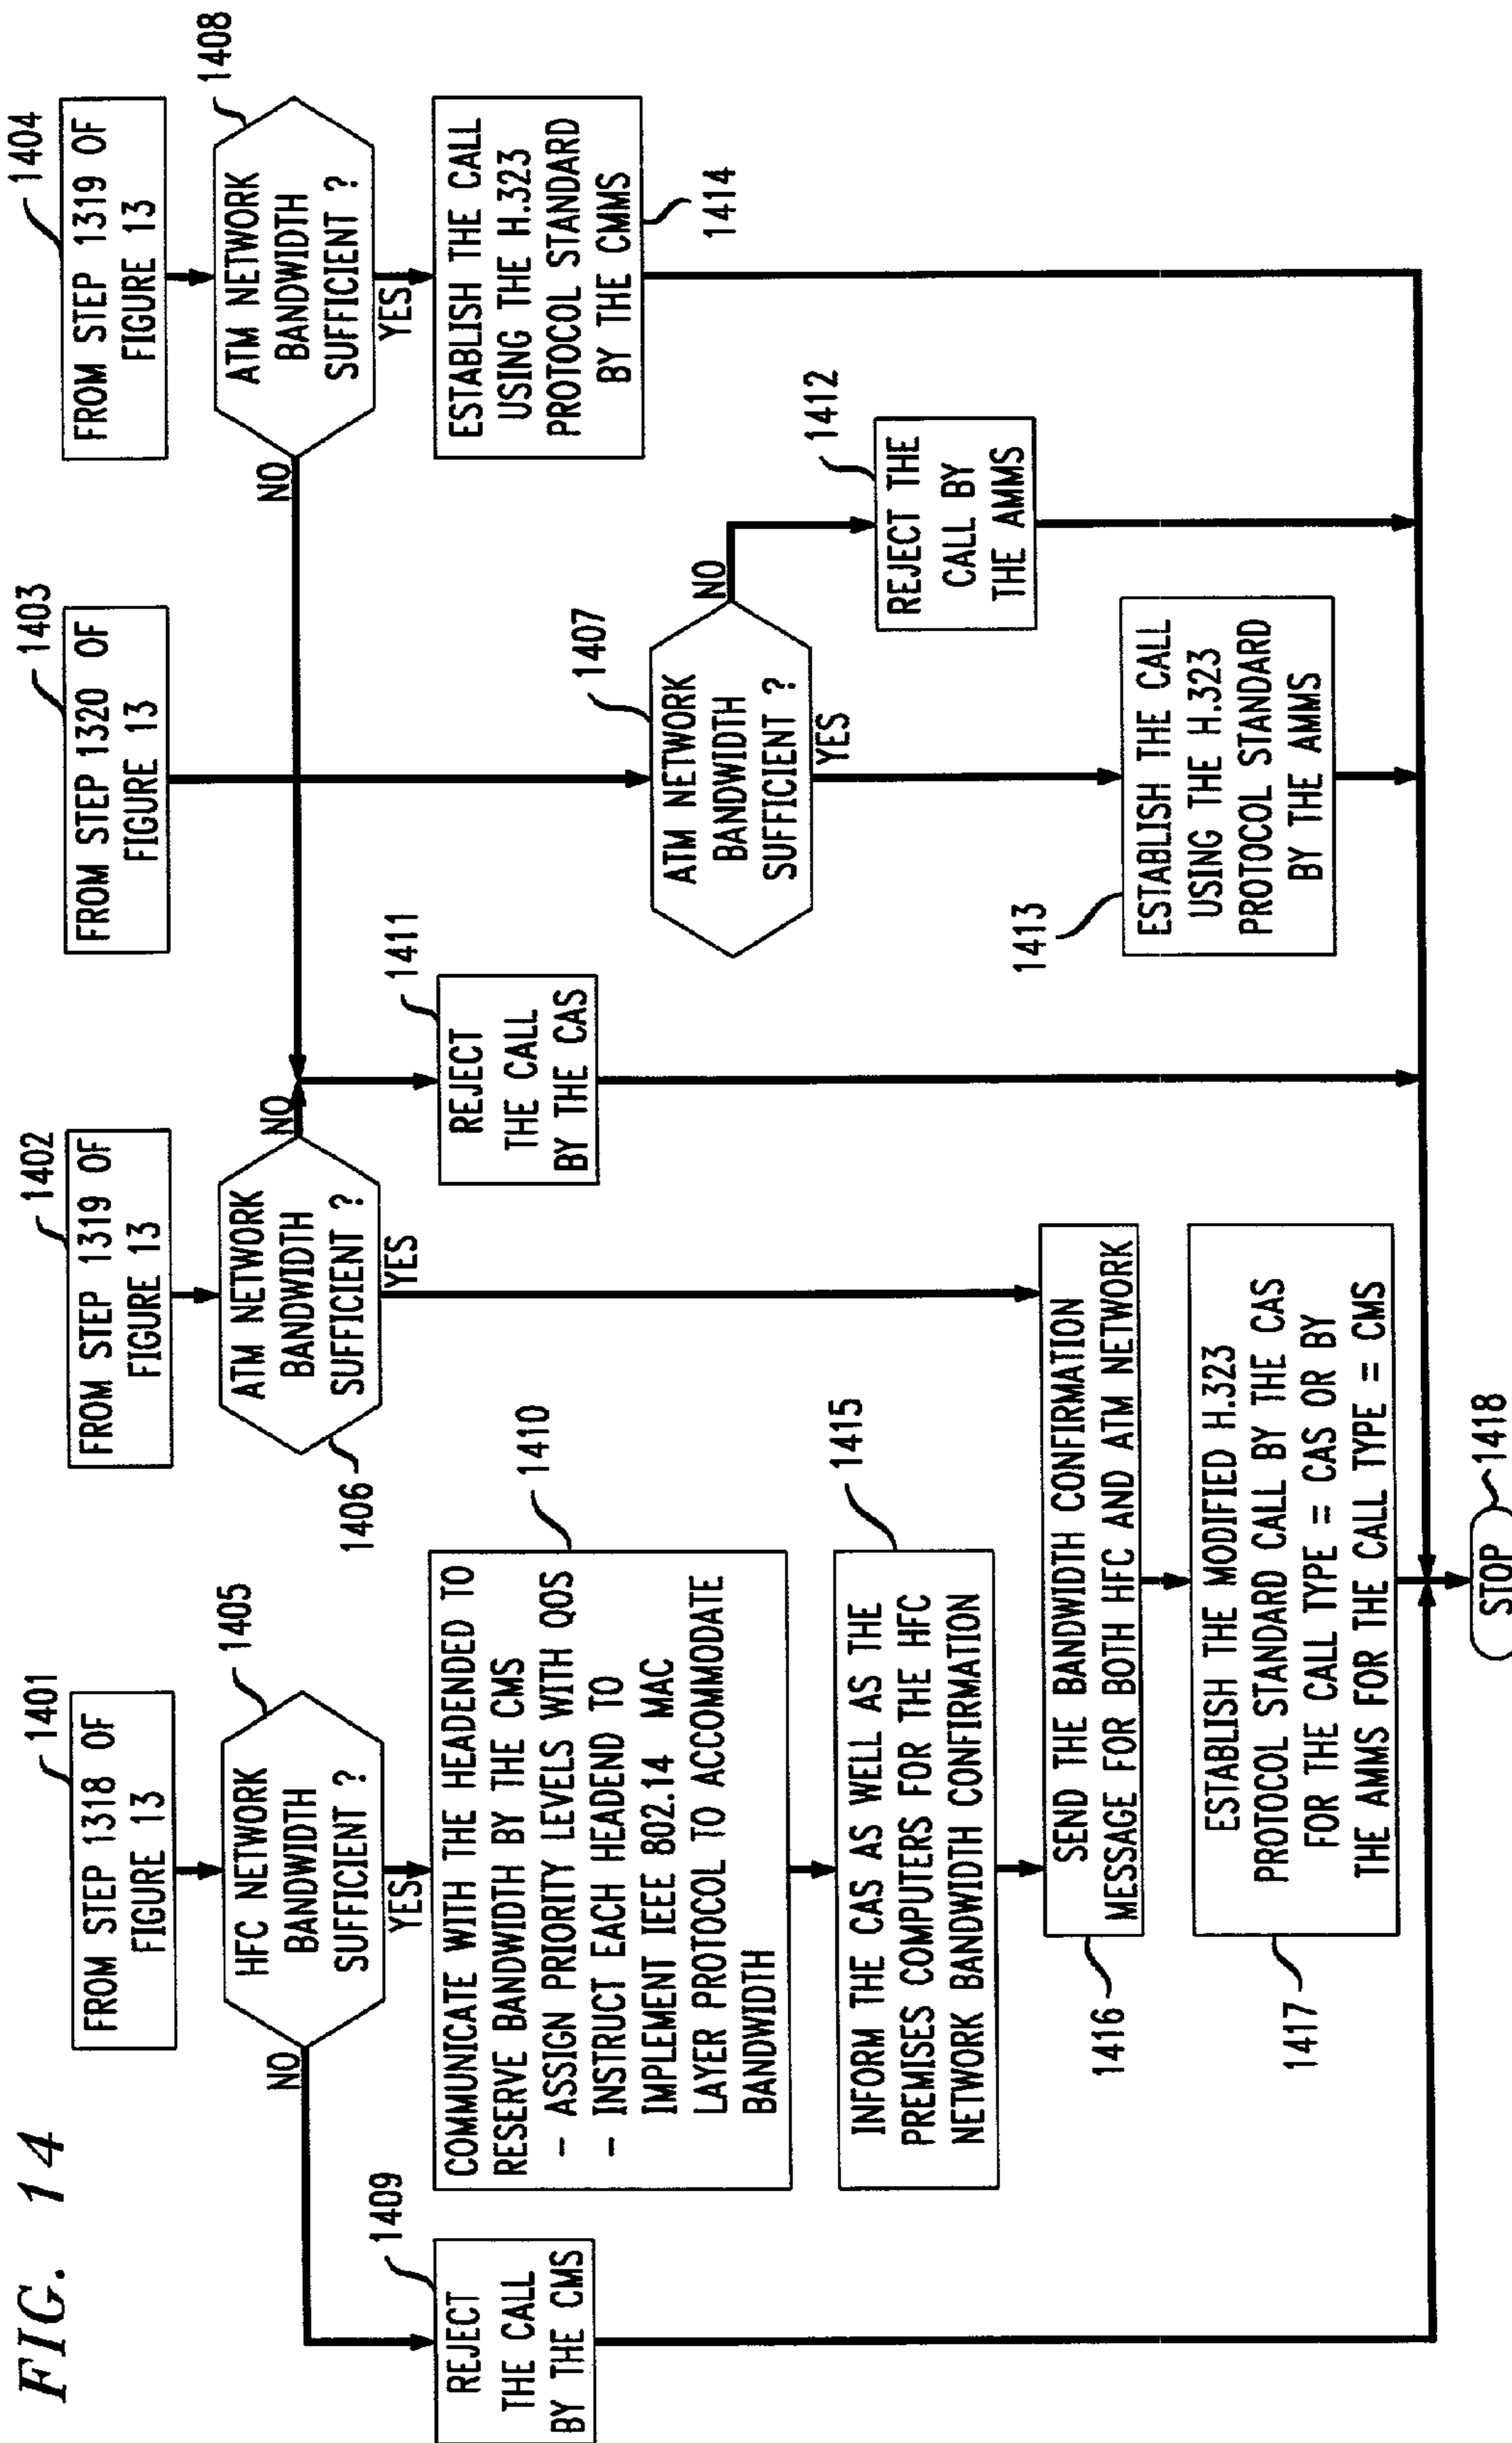 FIG. 14
1401
FROM STEP 1318 OF
FIGURE 13
1402
FROM STEP 1319 OF
FIGURE 13
1403
FROM STEP 1320 OF
FIGURE 13
1404
FROM STEP 1319 OF
FIGURE 13
1405
HFC NETWORK
BANDWIDTH
SUFFICIENT ?
NO
YES
1406
ATM NETWORK
BANDWIDTH
SUFFICIENT ?
NO
YES
1408
ATM NETWORK
BANDWIDTH
SUFFICIENT ?
NO
YES
1409
REJECT
THE CALL
BY THE CMS
1410
COMMUNICATE WITH THE HEADENDED TO
RESERVE BANDWIDTH BY THE CMS
- ASSIGN PRIORITY LEVELS WITH QOS
- INSTRUCT EACH HEADEND TO
IMPLEMENT IEEE 802.14 MAC
LAYER PROTOCOL TO ACCOMMODATE
BANDWIDTH
1411
REJECT
THE CALL
BY THE CAS
1407
ATM NETWORK
BANDWIDTH
SUFFICIENT ?
NO
YES
1414
ESTABLISH THE CALL
USING THE H.323
PROTOCOL STANDARD
BY THE CMMS
1412
REJECT THE
CALL BY
THE AMMS
1415
INFORM THE CAS AS WELL AS THE
PREMISES COMPUTERS FOR THE HFC
NETWORK BANDWIDTH CONFIRMATION
1413
ESTABLISH THE CALL
USING THE H.323
PROTOCOL STANDARD
BY THE AMMS
1416
SEND THE BANDWIDTH CONFIRMATION
MESSAGE FOR BOTH HFC AND ATM NETWORK
1417
ESTABLISH THE MODIFIED H.323
PROTOCOL STANDARD CALL BY THE CAS
FOR THE CALL TYPE = CAS OR BY
THE AMMS FOR THE CALL TYPE = CMS
STOP
1418